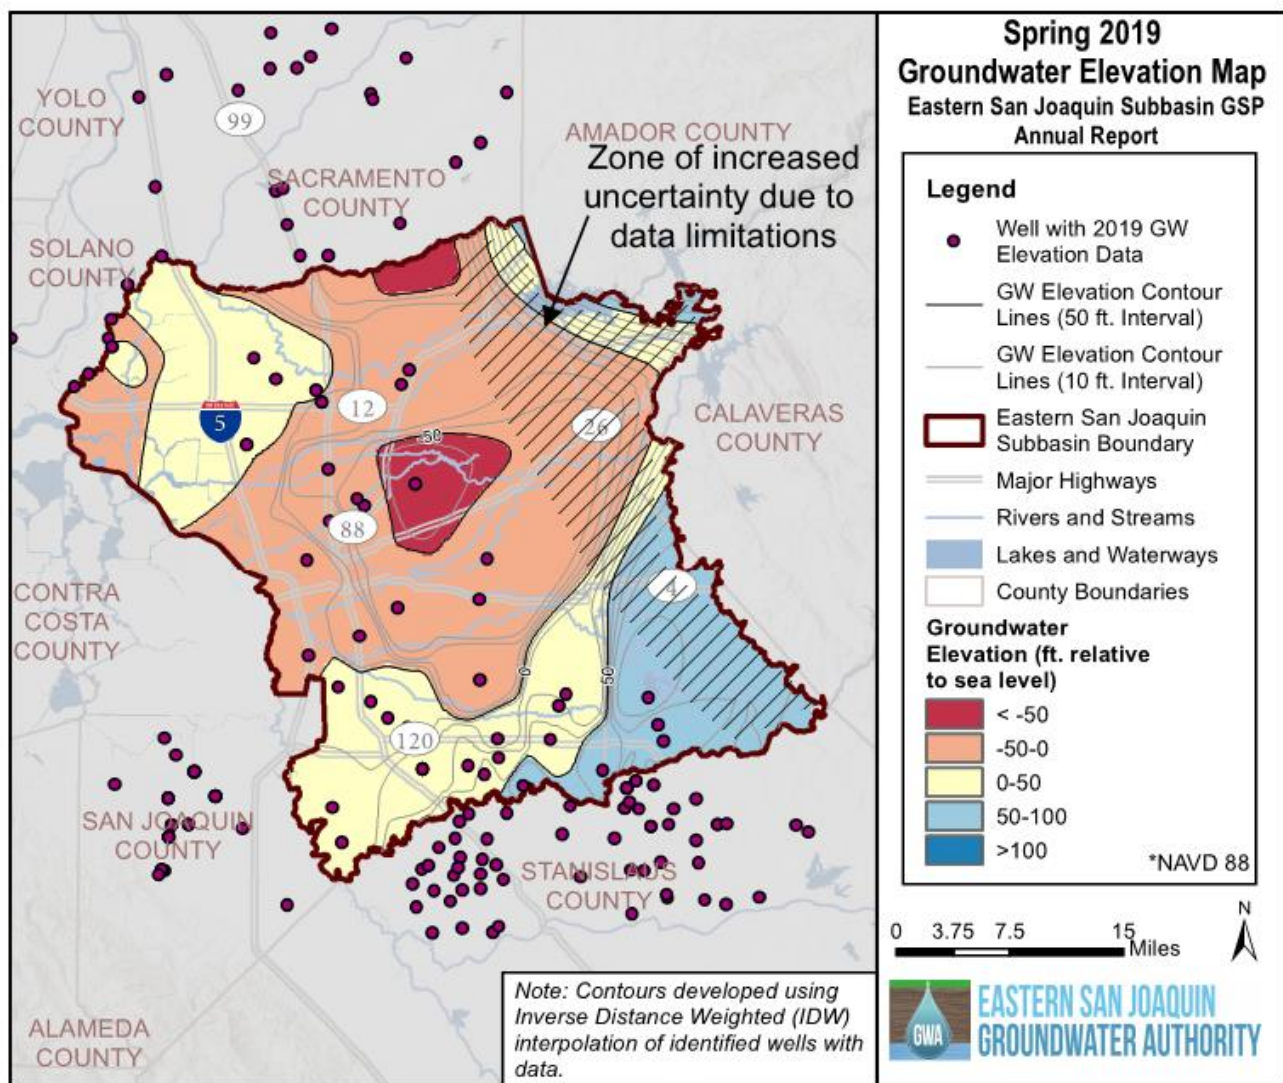 Spring 2019
Groundwater Elevation Map
Eastern San Joaquin Subbasin GSP
Annual Report
Legend
Well with 2019 GW
Elevation Data
GW Elevation Contour
Lines (50 ft. Interval)
GW Elevation Contour
Lines (10 ft. Interval)
Eastern San Joaquin
Subbasin Boundary
Major Highways
Rivers and Streams
Lakes and Waterways
County Boundaries
Groundwater
Elevation (ft. relative
to sea level)
< -50
-50-0
0-50
50-100
>100
*NAVD 88
0 3.75 7.5 15
Miles
N
GWA
EASTERN SAN JOAQUIN
GROUNDWATER AUTHORITY
YOLO
COUNTY
99
AMADOR COUNTY
Zone of increased
uncertainty due to
data limitations
SACRAMENTO
COUNTY
SOLANO
COUNTY
5
12
26
CALAVERAS
COUNTY
-50
88
4
CONTRA
COSTA
COUNTY
0
50
120
SAN JOAQUIN
COUNTY
STANISLAUS
COUNTY
ALAMEDA
COUNTY
Note: Contours developed using
Inverse Distance Weighted (IDW)
interpolation of identified wells with
data.